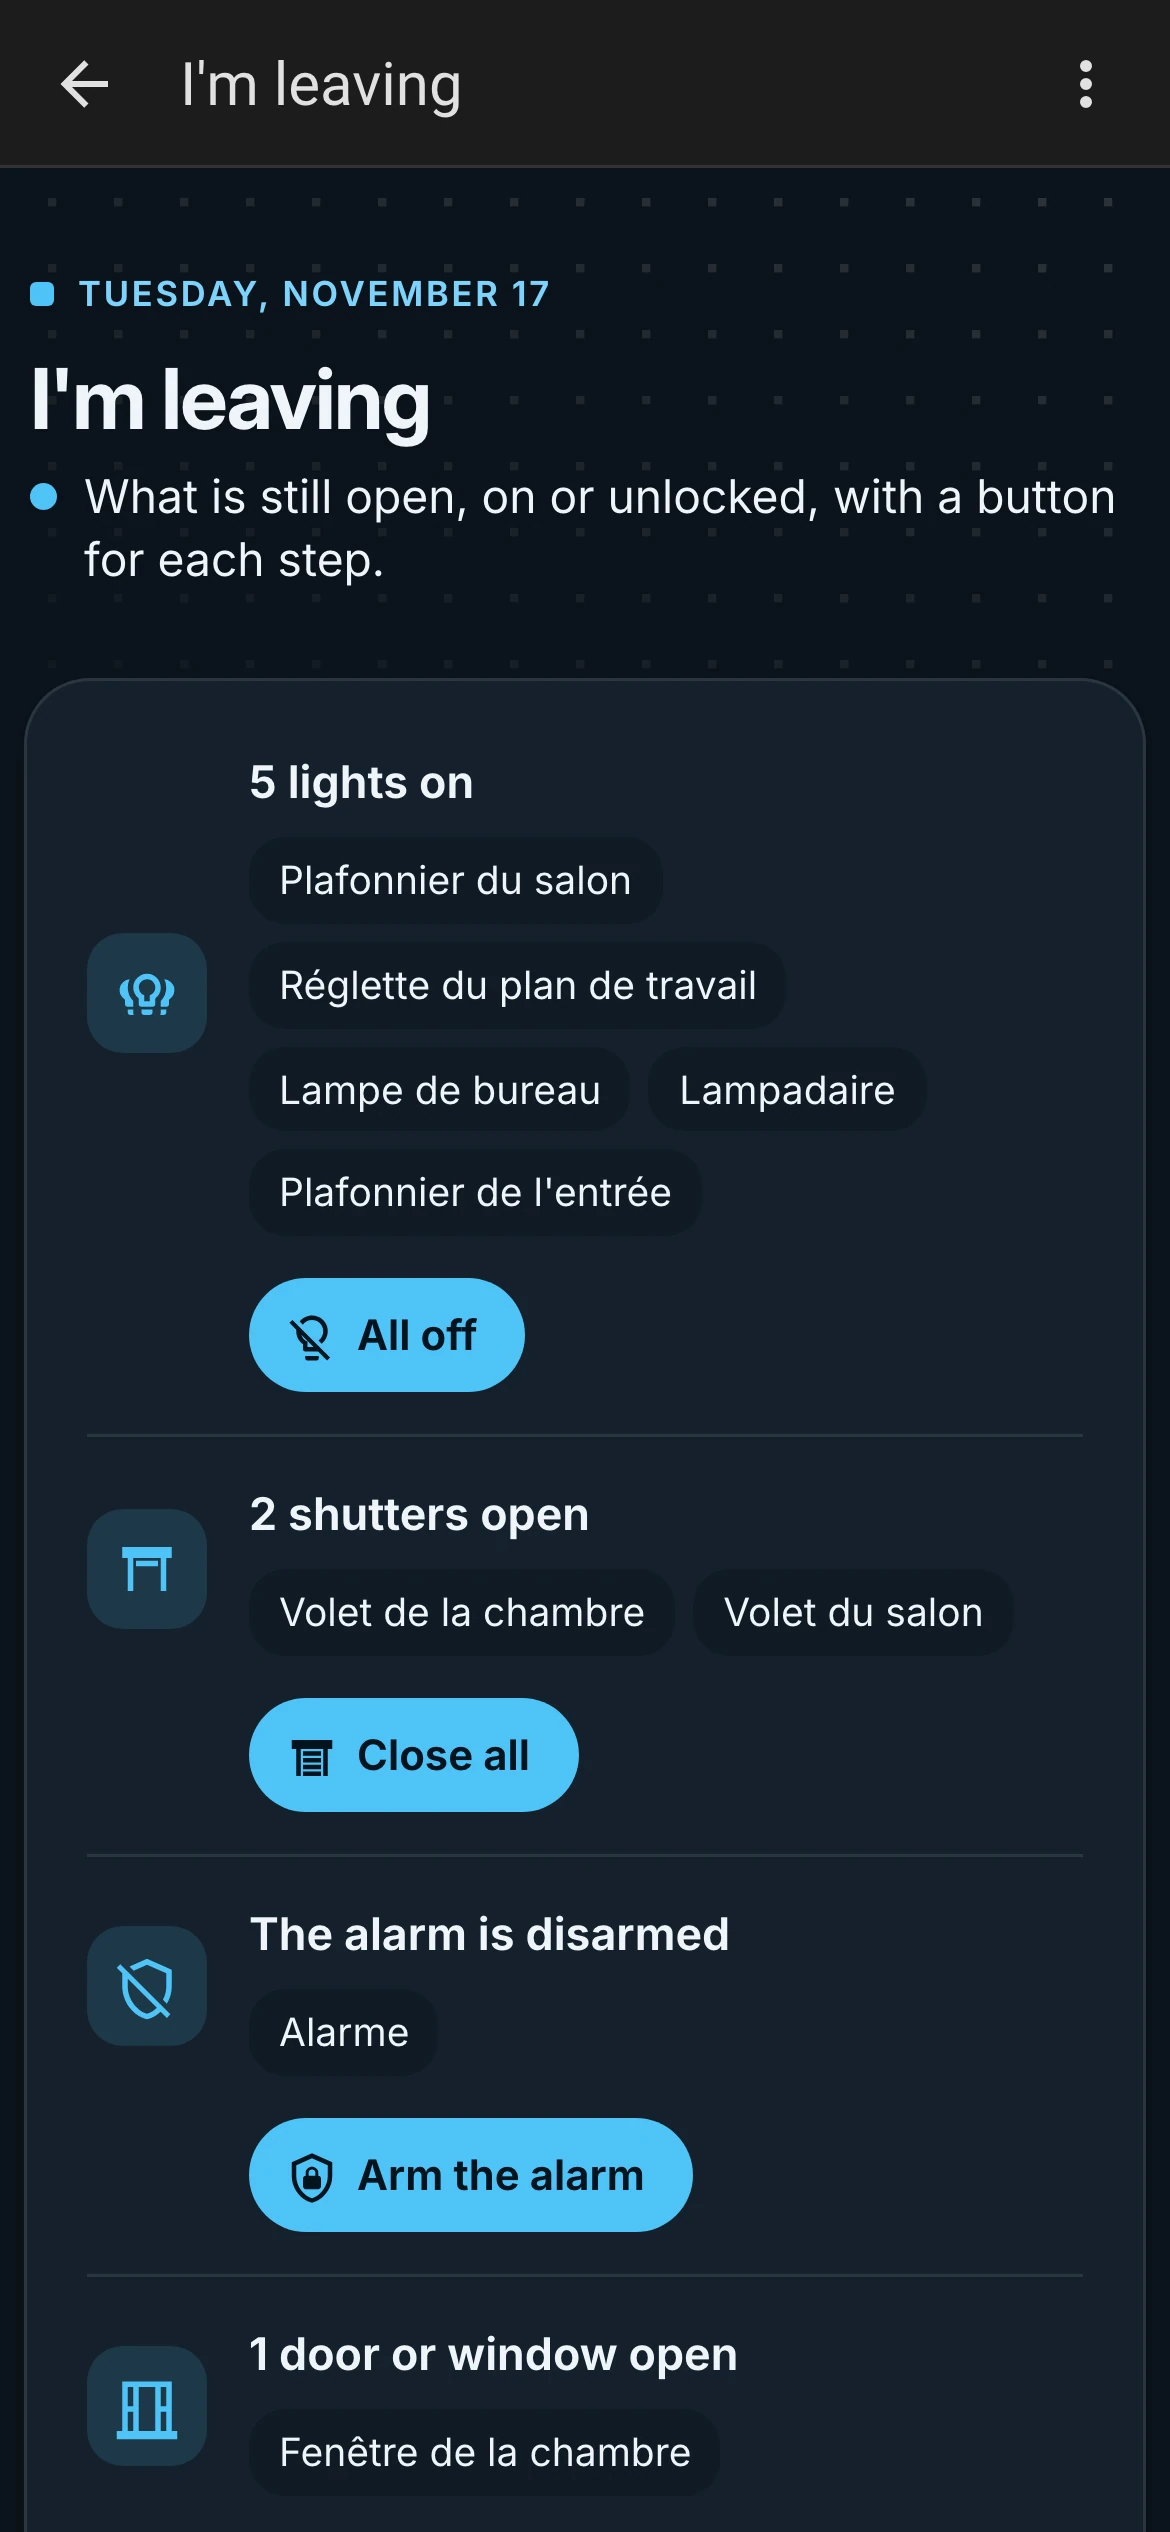 I'm leaving
TUESDAY, NOVEMBER 17
I'm leaving
What is still open, on or unlocked, with a button
for each step.
5 lights on
Plafonnier du salon
Réglette du plan de travail
Lampe de bureau Lampadaire
Plafonnier de l'entrée
All off
2 shutters open
Volet de la chambre Volet du salon
Close all
The alarm is disarmed
Alarme
Arm the alarm
1 door or window open
Fenêtre de la chambre